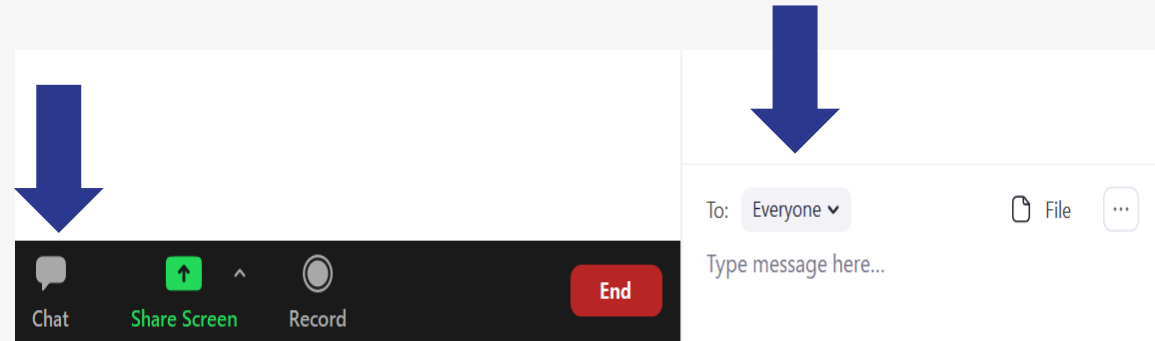 Chat
Share Screen
Record
End
To: Everyone
File
Type message here...